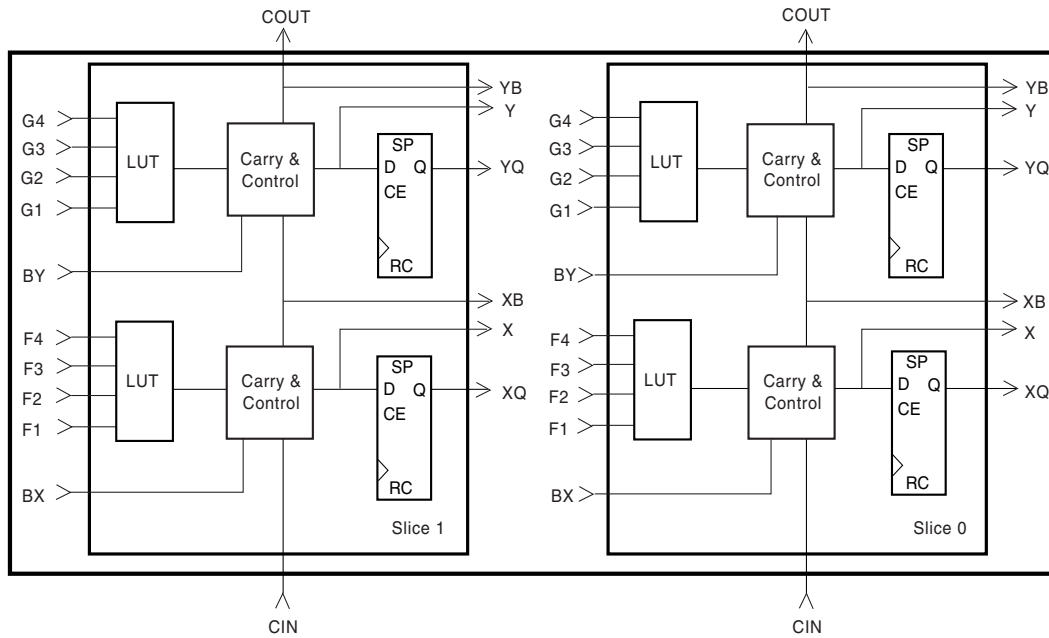 COUT
COUT
YB
Y
G4
G3
G2
G1
LUT
Carry &
Control
SP
D Q
CE
RC
YQ
BY
XB
X
F4
F3
F2
F1
LUT
Carry &
Control
SP
D Q
CE
RC
XQ
BX
Slice 1
CIN
YB
Y
G4
G3
G2
G1
LUT
Carry &
Control
SP
D Q
CE
RC
YQ
BY
XB
X
F4
F3
F2
F1
LUT
Carry &
Control
SP
D Q
CE
RC
XQ
BX
Slice 0
CIN